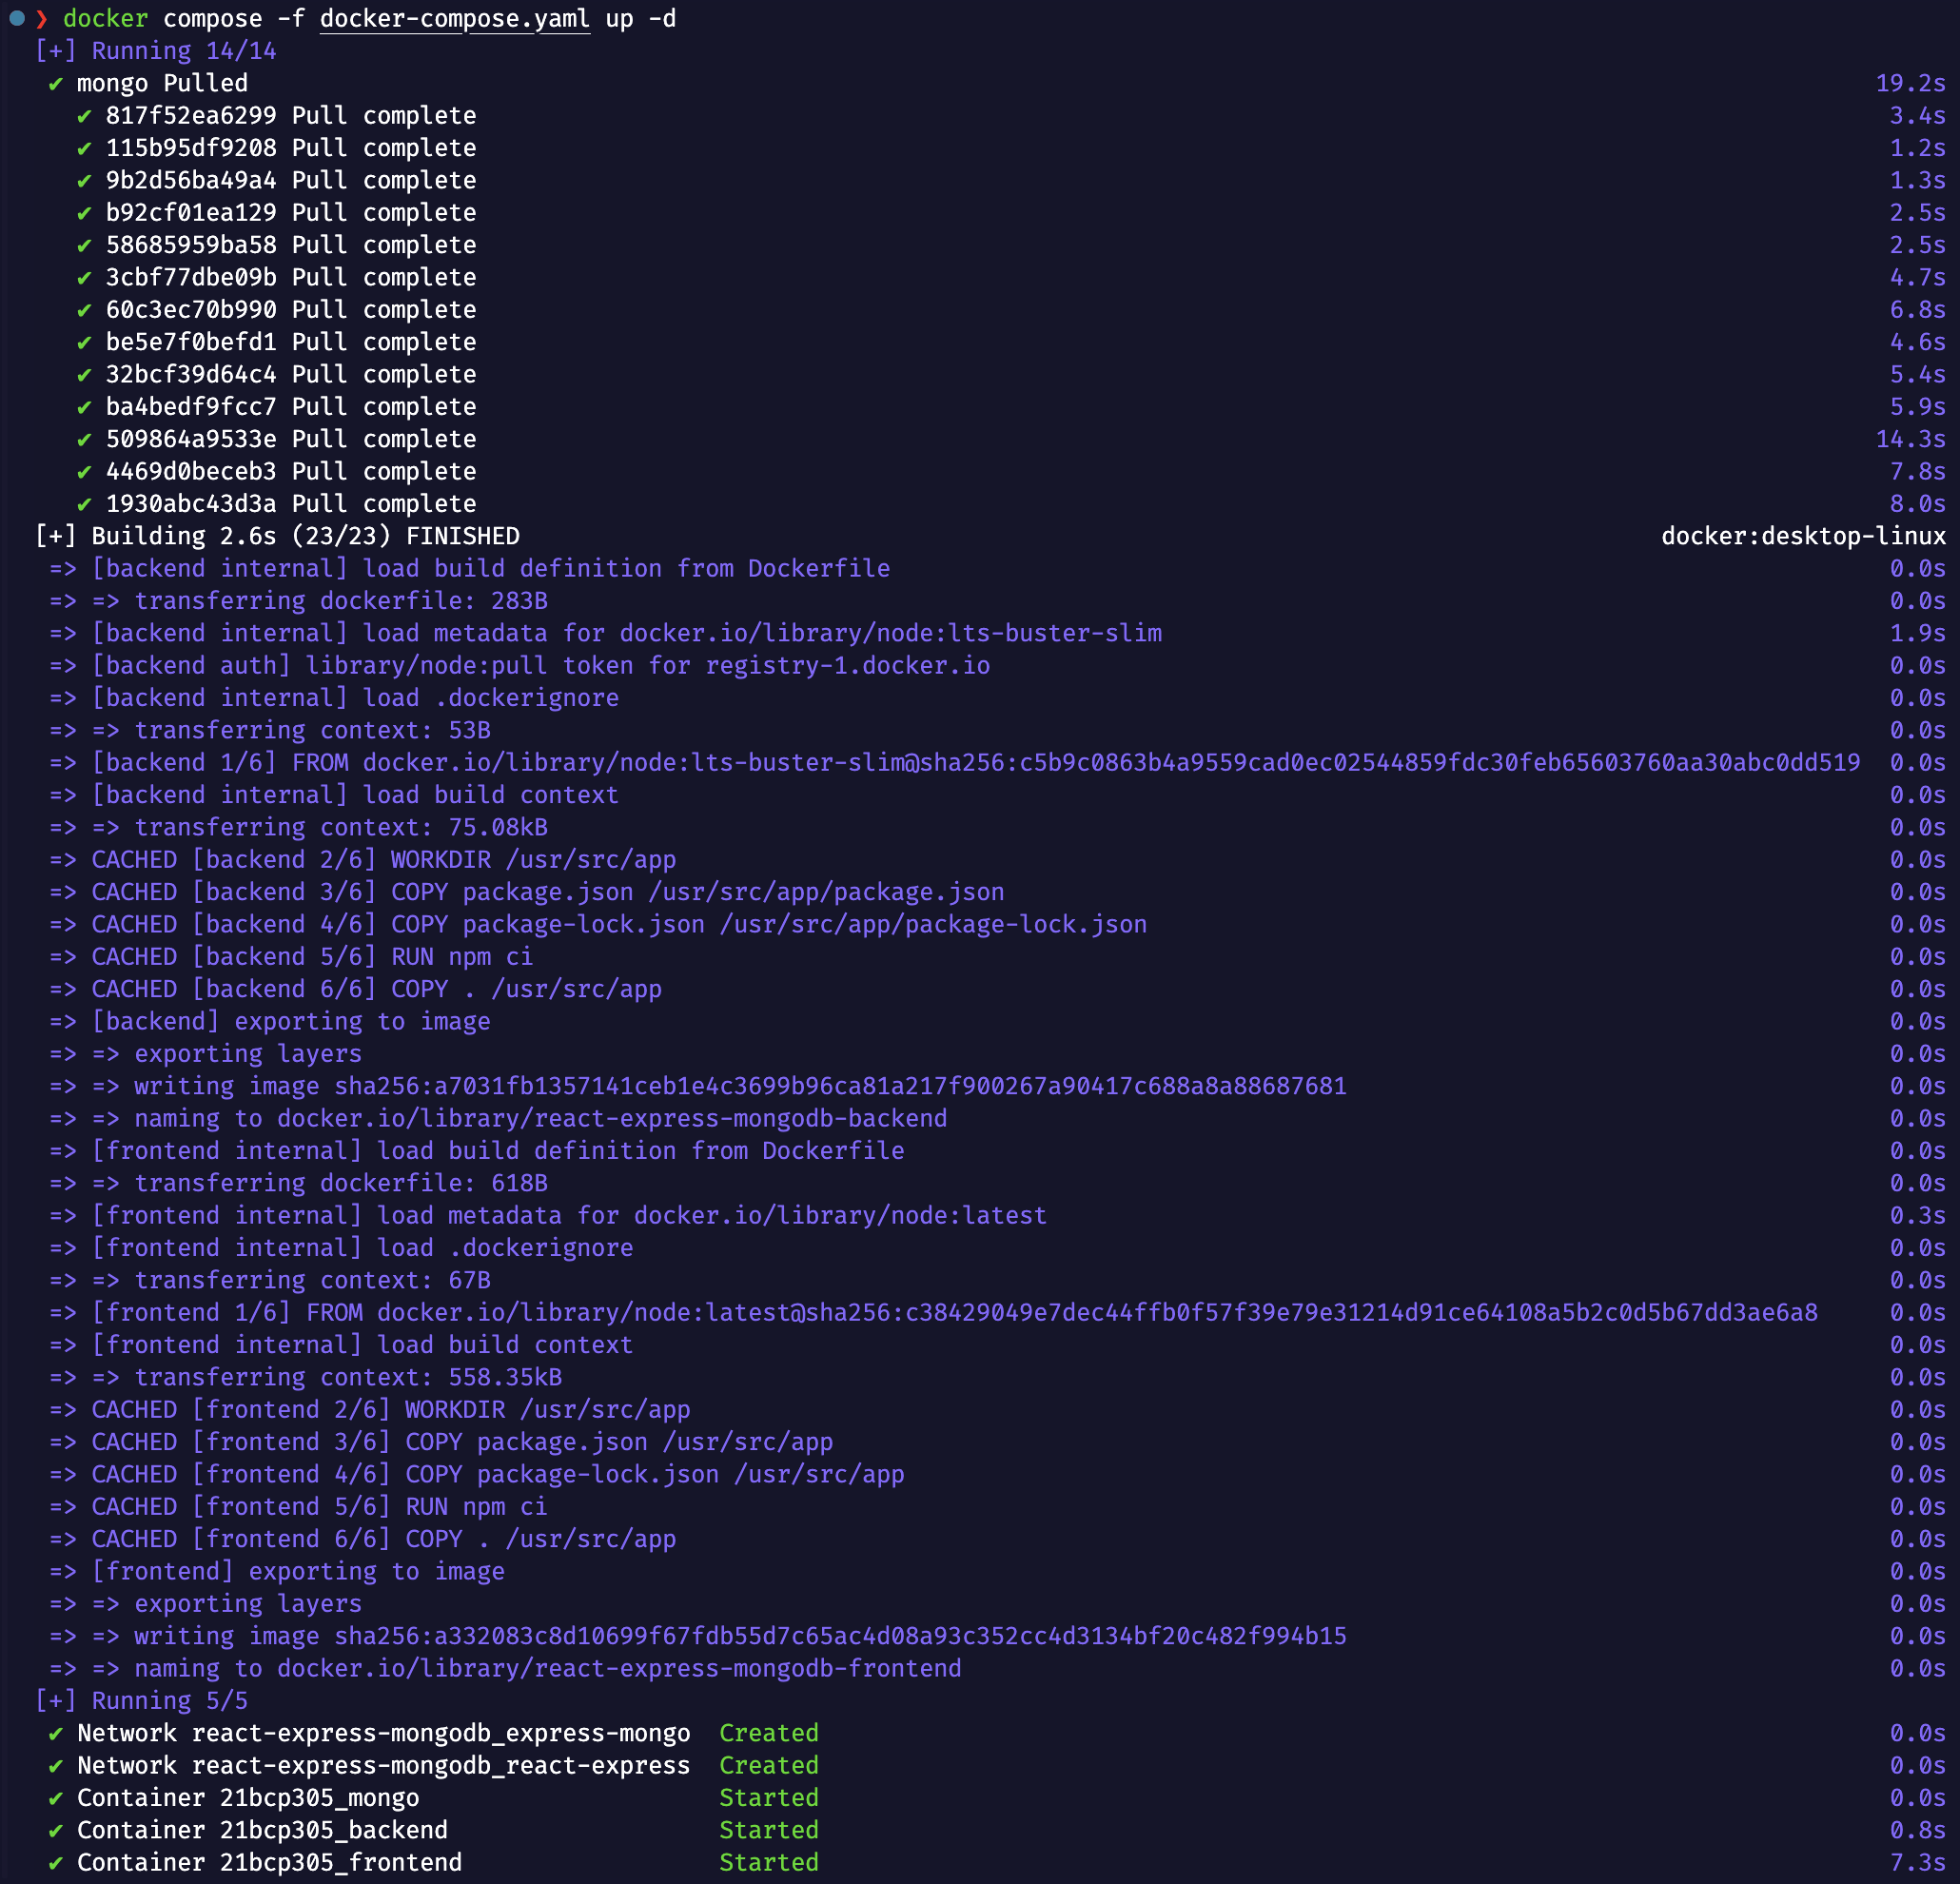 ❯ docker compose -f docker-compose.yaml up -d
[+] Running 14/14
✔ mongo Pulled 19.2s
✔ 817f52ea6299 Pull complete 3.4s
✔ 115b95df9208 Pull complete 1.2s
✔ 9b2d56ba49a4 Pull complete 1.3s
✔ b92cf01ea129 Pull complete 2.5s
✔ 58685959ba58 Pull complete 2.5s
✔ 3cbf77dbe09b Pull complete 4.7s
✔ 60c3ec70b990 Pull complete 6.8s
✔ be5e7f0befd1 Pull complete 4.6s
✔ 32bcf39d64c4 Pull complete 5.4s
✔ ba4bedf9fcc7 Pull complete 5.9s
✔ 509864a9533e Pull complete 14.3s
✔ 4469d0beceb3 Pull complete 7.8s
✔ 1930abc43d3a Pull complete 8.0s
[+] Building 2.6s (23/23) FINISHED docker:desktop-linux
=> [backend internal] load build definition from Dockerfile 0.0s
=> => transferring dockerfile: 283B 0.0s
=> [backend internal] load metadata for docker.io/library/node:lts-buster-slim 1.9s
=> [backend auth] library/node:pull token for registry-1.docker.io 0.0s
=> [backend internal] load .dockerignore 0.0s
=> => transferring context: 53B 0.0s
=> [backend 1/6] FROM docker.io/library/node:lts-buster-slim@sha256:c5b9c0863b4a9559cad0ec02544859fdc30feb65603760aa30abc0dd519 0.0s
=> [backend internal] load build context 0.0s
=> => transferring context: 75.08kB 0.0s
=> CACHED [backend 2/6] WORKDIR /usr/src/app 0.0s
=> CACHED [backend 3/6] COPY package.json /usr/src/app/package.json 0.0s
=> CACHED [backend 4/6] COPY package-lock.json /usr/src/app/package-lock.json 0.0s
=> CACHED [backend 5/6] RUN npm ci 0.0s
=> CACHED [backend 6/6] COPY . /usr/src/app 0.0s
=> [backend] exporting to image 0.0s
=> => exporting layers 0.0s
=> => writing image sha256:a7031fb1357141ceb1e4c3699b96ca81a217f900267a90417c688a8a88687681 0.0s
=> => naming to docker.io/library/react-express-mongodb-backend 0.0s
=> [frontend internal] load build definition from Dockerfile 0.0s
=> => transferring dockerfile: 618B 0.0s
=> [frontend internal] load metadata for docker.io/library/node:latest 0.3s
=> [frontend internal] load .dockerignore 0.0s
=> => transferring context: 67B 0.0s
=> [frontend 1/6] FROM docker.io/library/node:latest@sha256:c38429049e7dec44ffb0f57f39e79e31214d91ce64108a5b2c0d5b67dd3ae6a8 0.0s
=> [frontend internal] load build context 0.0s
=> => transferring context: 558.35kB 0.0s
=> CACHED [frontend 2/6] WORKDIR /usr/src/app 0.0s
=> CACHED [frontend 3/6] COPY package.json /usr/src/app 0.0s
=> CACHED [frontend 4/6] COPY package-lock.json /usr/src/app 0.0s
=> CACHED [frontend 5/6] RUN npm ci 0.0s
=> CACHED [frontend 6/6] COPY . /usr/src/app 0.0s
=> [frontend] exporting to image 0.0s
=> => exporting layers 0.0s
=> => writing image sha256:a332083c8d10699f67fdb55d7c65ac4d08a93c352cc4d3134bf20c482f994b15 0.0s
=> => naming to docker.io/library/react-express-mongodb-frontend 0.0s
[+] Running 5/5
✔ Network react-express-mongodb_express-mongo Created 0.0s
✔ Network react-express-mongodb_react-express Created 0.0s
✔ Container 21bcp305_mongo Started 0.0s
✔ Container 21bcp305_backend Started 0.8s
✔ Container 21bcp305_frontend Started 7.3s